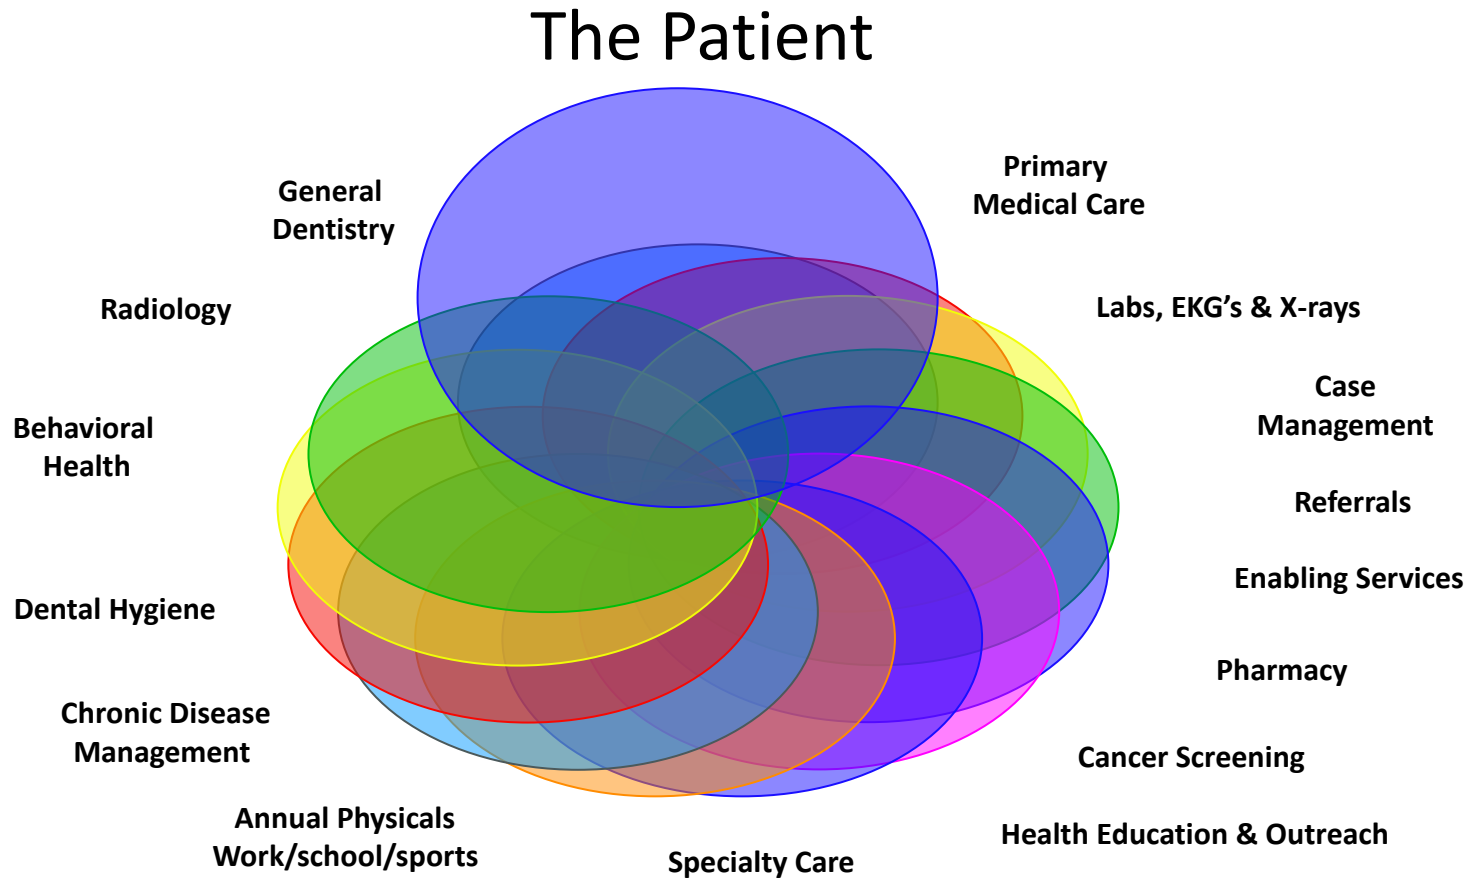 The Patient
Primary
Medical Care
General
Dentistry
Radiology
Labs, EKG’s & X-rays
Case
Management
Behavioral
Health
Referrals
Enabling Services
Dental Hygiene
Pharmacy
Chronic Disease
Management
Cancer Screening
Annual Physicals
Work/school/sports
Health Education & Outreach
Specialty Care